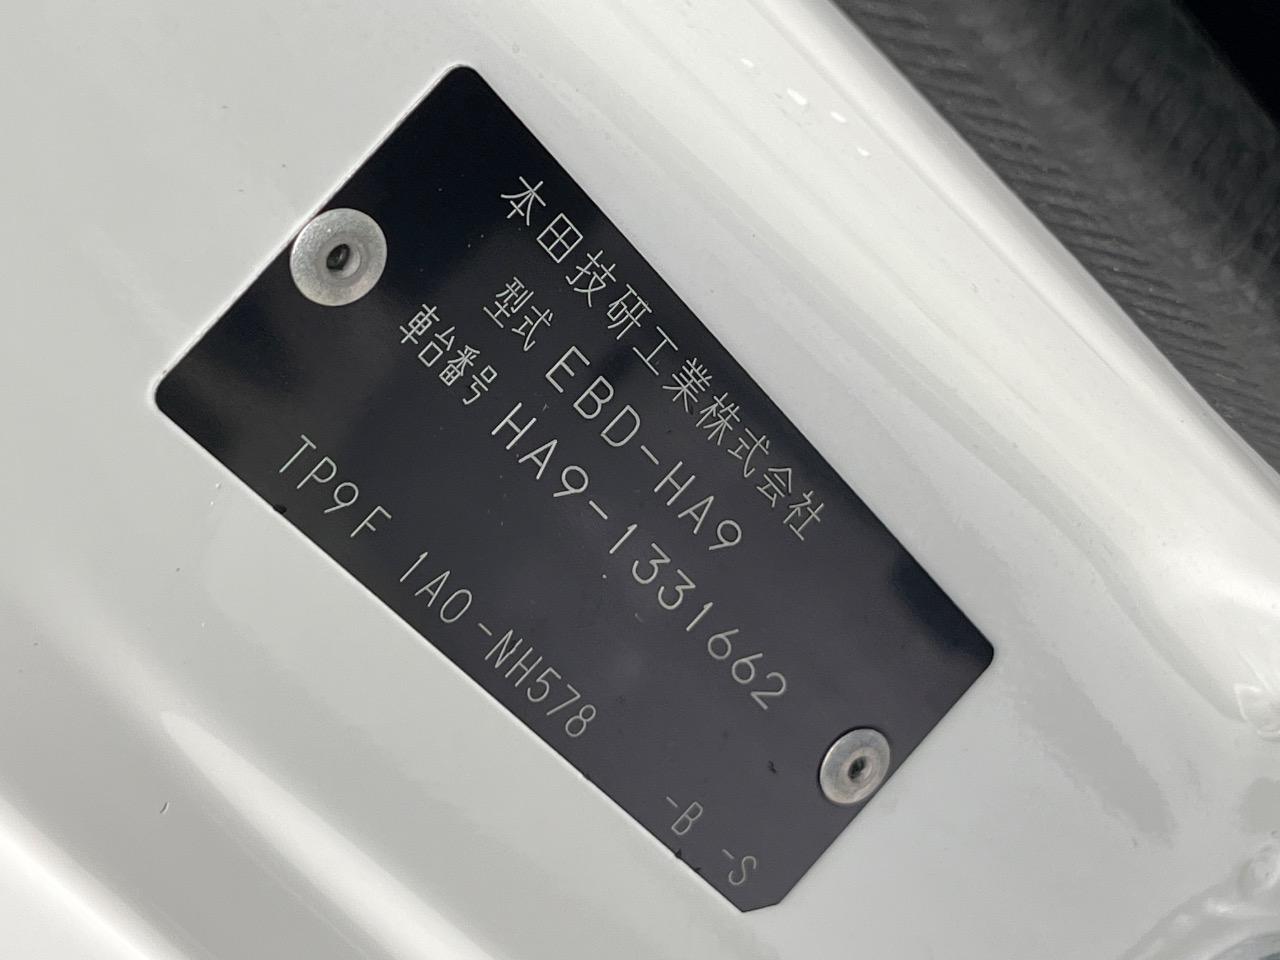 本田技研工業株式会社
型式 EBD-HA9
車台番号 HA9-1331662
TP9F 1A0-NH578 -B -S